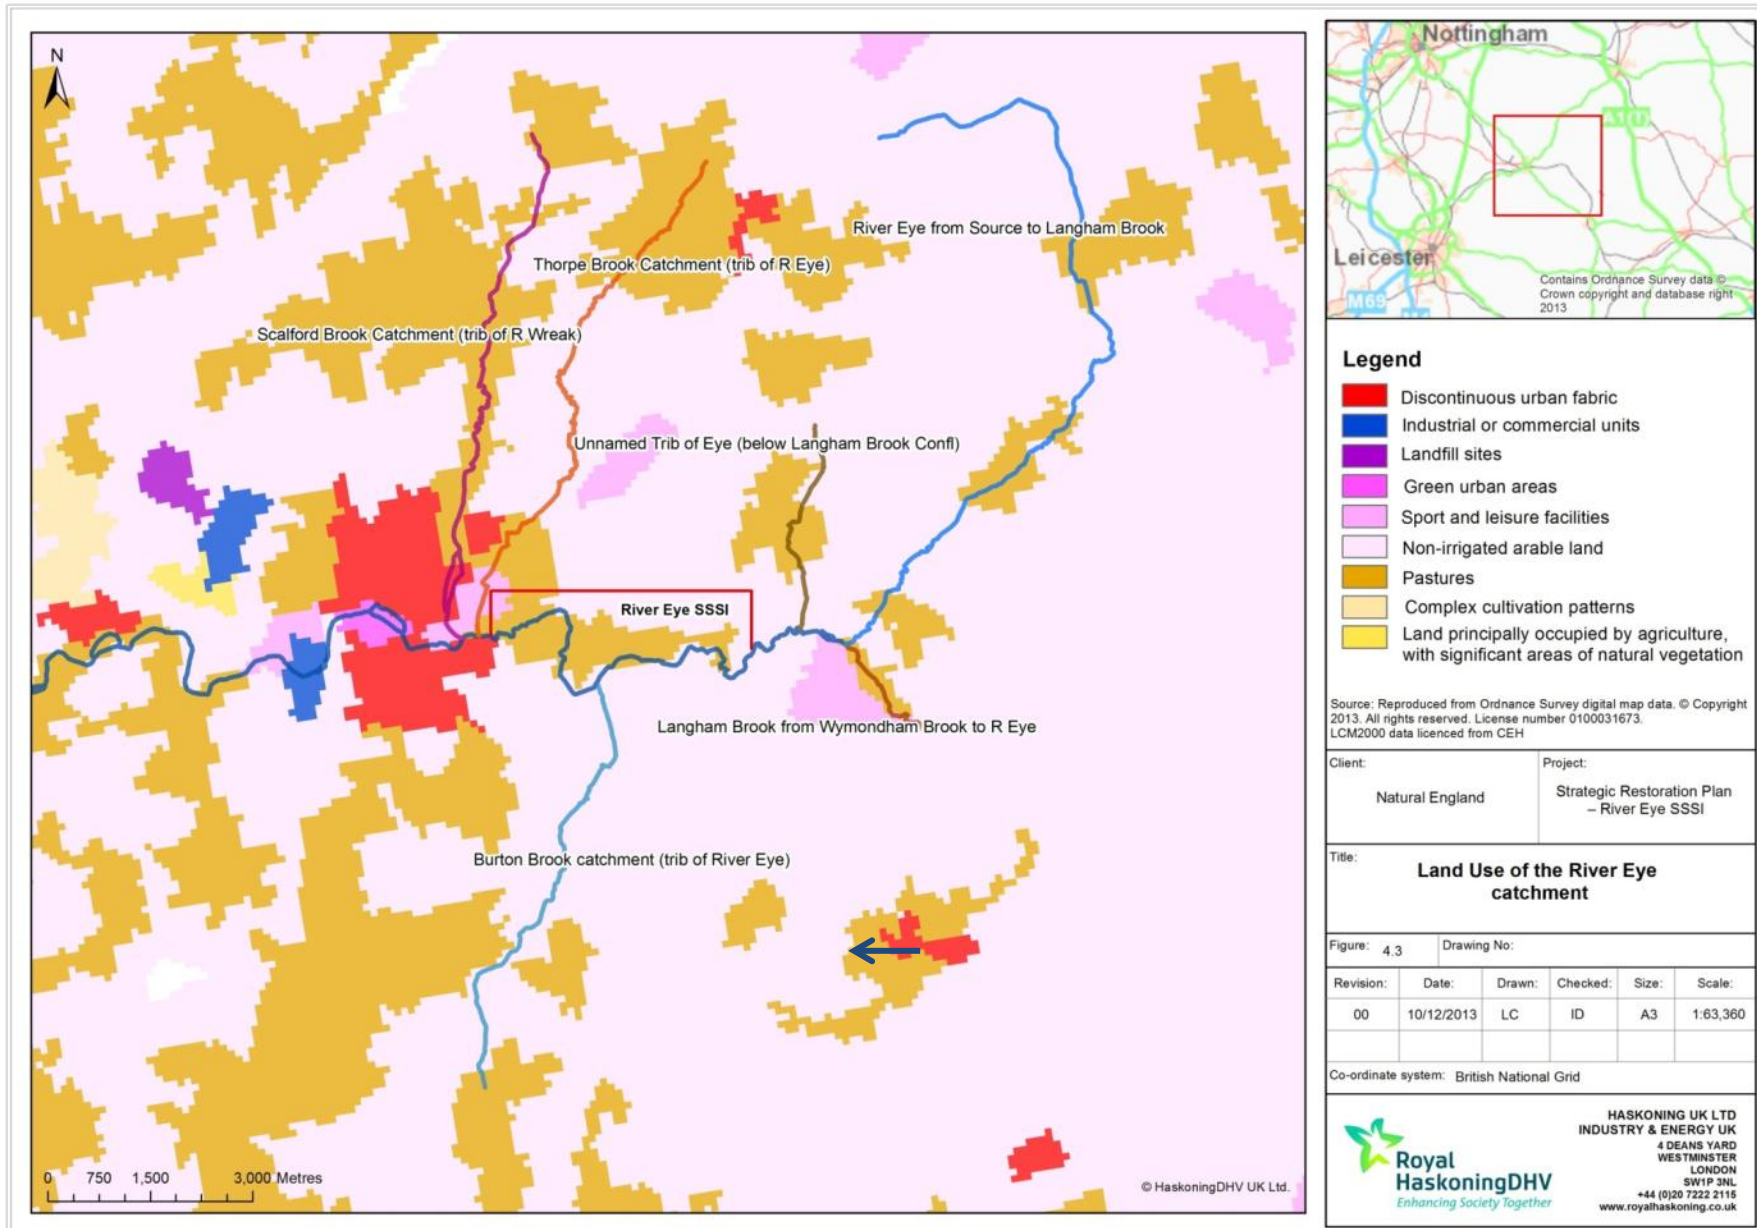 N
River Eye from Source to Langham Brook
Thorpe Brook Catchment (trib of R Eye)
Scalford Brook Catchment (trib of R Wreak)
Unnamed Trib of Eye (below Langham Brook Confl)
River Eye SSSI
Langham Brook from Wymondham Brook to R Eye
Burton Brook catchment (trib of River Eye)
0 750 1,500 3,000 Metres
© HaskoningDHV UK Ltd.
Nottingham
Leicester
M69
Contains Ordnance Survey data ©
Crown copyright and database right
2013
Legend
Discontinuous urban fabric
Industrial or commercial units
Landfill sites
Green urban areas
Sport and leisure facilities
Non-irrigated arable land
Pastures
Complex cultivation patterns
Land principally occupied by agriculture,
with significant areas of natural vegetation
Source: Reproduced from Ordnance Survey digital map data. © Copyright
2013. All rights reserved. License number 0100031673.
LCM2000 data licenced from CEH
Client:
Natural England
Project:
Strategic Restoration Plan
– River Eye SSSI
Title:
Land Use of the River Eye
catchment
Figure: 4.3
Drawing No:
Revision: Date: Drawn: Checked: Size: Scale:
00 10/12/2013 LC ID A3 1:63,360
Co-ordinate system: British National Grid
Royal
HaskoningDHV
Enhancing Society Together
HASKONING UK LTD
INDUSTRY & ENERGY UK
4 DEANS YARD
WESTMINSTER
LONDON
SW1P 3NL
+44 (0)20 7222 2115
www.royalhaskoning.co.uk